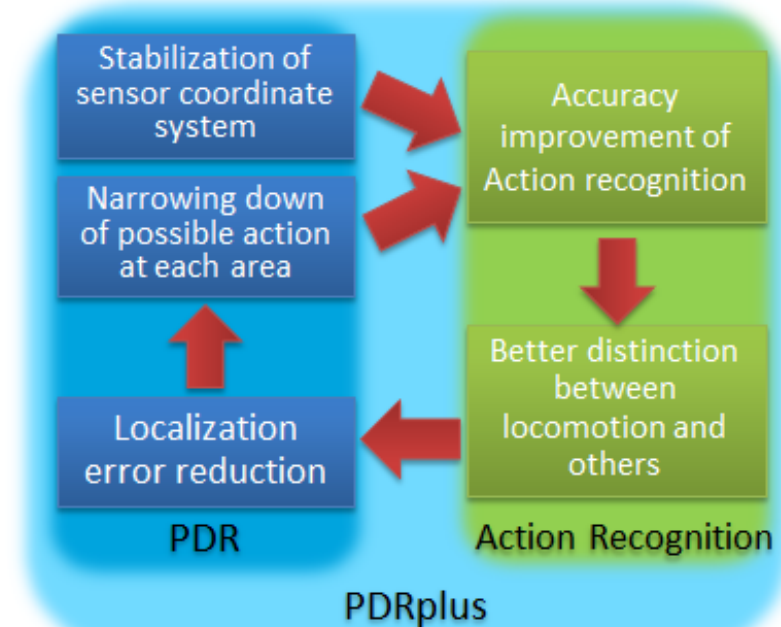 Stabilization of
sensor coordinate
system
Narrowing down
of possible action
at each area
Localization
error reduction
PDR
Accuracy
improvement of
Action recognition
Better distinction
between
locomotion and
others
Action Recognition
PDRplus